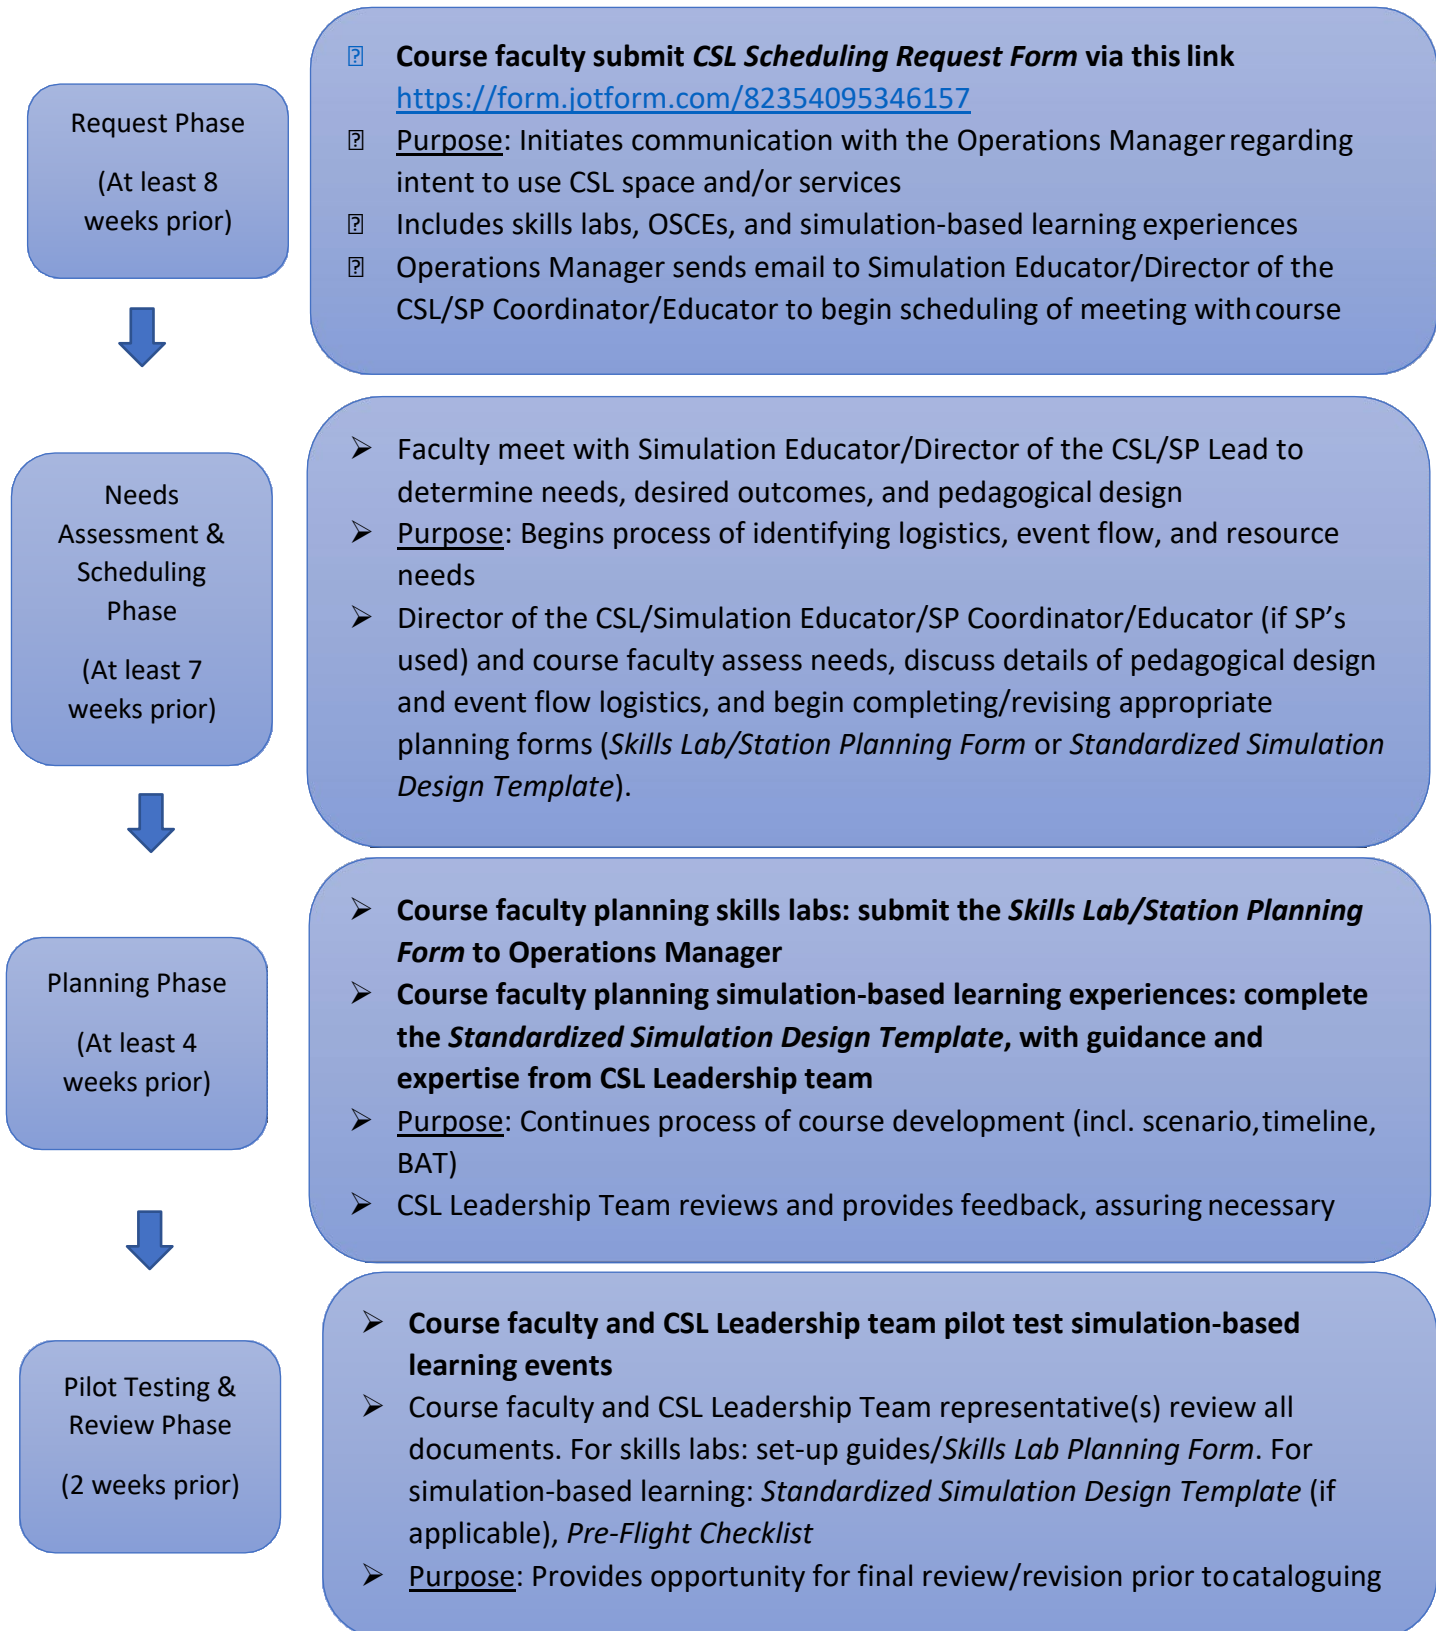 Request Phase
(At least 8
weeks prior)
Course faculty submit CSL Scheduling Request Form via this link
https://form.jotform.com/82354095346157
Purpose: Initiates communication with the Operations Manager regarding
intent to use CSL space and/or services
Includes skills labs, OSCEs, and simulation-based learning experiences
Operations Manager sends email to Simulation Educator/Director of the
CSL/SP Coordinator/Educator to begin scheduling of meeting with course
Needs
Assessment &
Scheduling
Phase
(At least 7
weeks prior)
➢ Faculty meet with Simulation Educator/Director of the CSL/SP Lead to
determine needs, desired outcomes, and pedagogical design
➢ Purpose: Begins process of identifying logistics, event flow, and resource
needs
➢ Director of the CSL/Simulation Educator/SP Coordinator/Educator (if SP’s
used) and course faculty assess needs, discuss details of pedagogical design
and event flow logistics, and begin completing/revising appropriate
planning forms (Skills Lab/Station Planning Form or Standardized Simulation
Design Template).
Planning Phase
(At least 4
weeks prior)
➢ Course faculty planning skills labs: submit the Skills Lab/Station Planning
Form to Operations Manager
➢ Course faculty planning simulation-based learning experiences: complete
the Standardized Simulation Design Template, with guidance and
expertise from CSL Leadership team
➢ Purpose: Continues process of course development (incl. scenario, timeline,
BAT)
➢ CSL Leadership Team reviews and provides feedback, assuring necessary
Pilot Testing &
Review Phase
(2 weeks prior)
➢ Course faculty and CSL Leadership team pilot test simulation-based
learning events
➢ Course faculty and CSL Leadership Team representative(s) review all
documents. For skills labs: set-up guides/Skills Lab Planning Form. For
simulation-based learning: Standardized Simulation Design Template (if
applicable), Pre-Flight Checklist
➢ Purpose: Provides opportunity for final review/revision prior to cataloguing